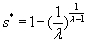 s* = 1 − (1/λ)^(1/(λ−1))